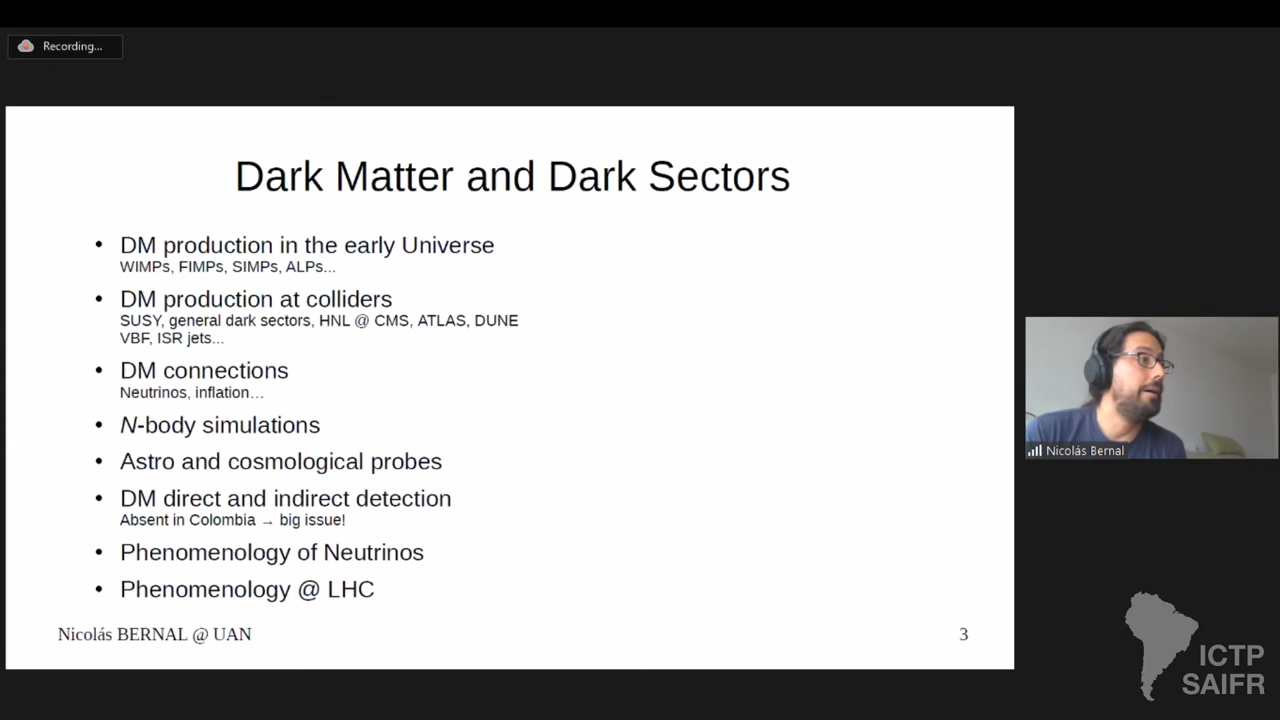 Recording...
Dark Matter and Dark Sectors
• DM production in the early Universe
WIMPs, FIMPs, SIMPs, ALPs...
• DM production at colliders
SUSY, general dark sectors, HNL @ CMS, ATLAS, DUNE
VBF, ISR jets...
• DM connections
Neutrinos, inflation…
• N-body simulations
• Astro and cosmological probes
• DM direct and indirect detection
Absent in Colombia → big issue!
• Phenomenology of Neutrinos
• Phenomenology @ LHC
Nicolás BERNAL @ UAN
3
Nicolás Bernal
ICTP
SAIFR